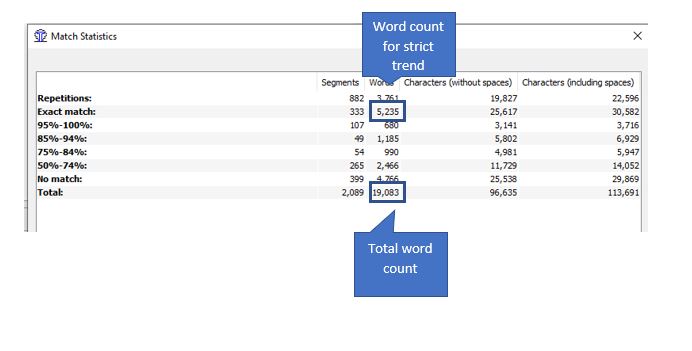 Word count
for strict
trend
Match Statistics
Segments Words Characters (without spaces) Characters (including spaces)
Repetitions: 882 3,761 19,827 22,596
Exact match: 333 5,235 25,617 30,582
95%-100%: 107 680 3,141 3,716
85%-94%: 49 1,185 5,802 6,929
75%-84%: 54 990 4,981 5,947
50%-74%: 265 2,466 11,729 14,052
No match: 399 4,766 25,538 29,869
Total: 2,089 19,083 96,635 113,691
Total word
count